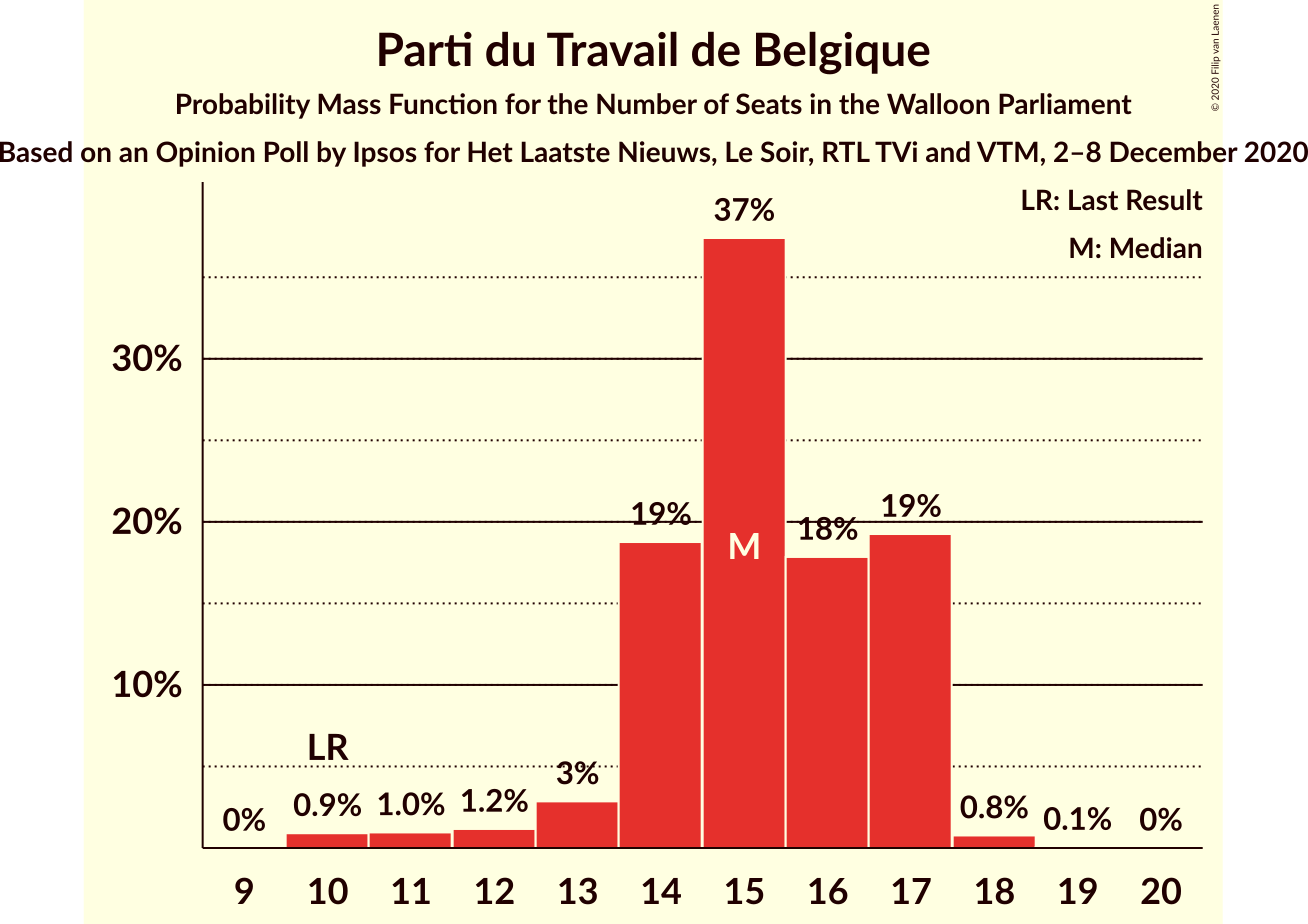 Parti du Travail de Belgique
Probability Mass Function for the Number of Seats in the Walloon Parliament
Based on an Opinion Poll by Ipsos for Het Laatste Nieuws, Le Soir, RTL TVi and VTM, 2–8 December 2020
© 2020 Filip van Laenen
LR: Last Result
M: Median
37%
30%
20%
10%
19%
18%
19%
M
LR
0%
0.9%
1.0%
1.2%
3%
0.8%
0.1%
0%
9 10 11 12 13 14 15 16 17 18 19 20